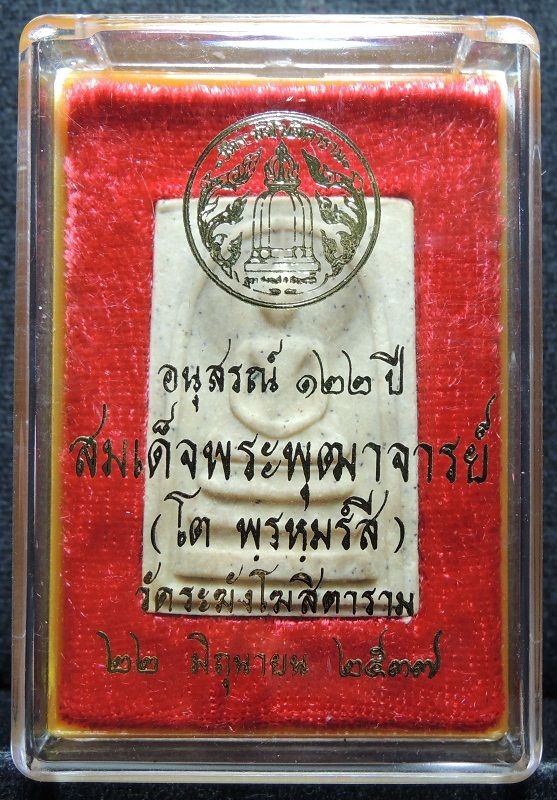 อนุสรณ์ ๑๒๒ ปี
สมเด็จพระพุฒาจารย์
(โต พฺรหฺมรํสี)
วัดระฆังโฆสิตาราม
๒๒ มิถุนายน ๒๕๓๗